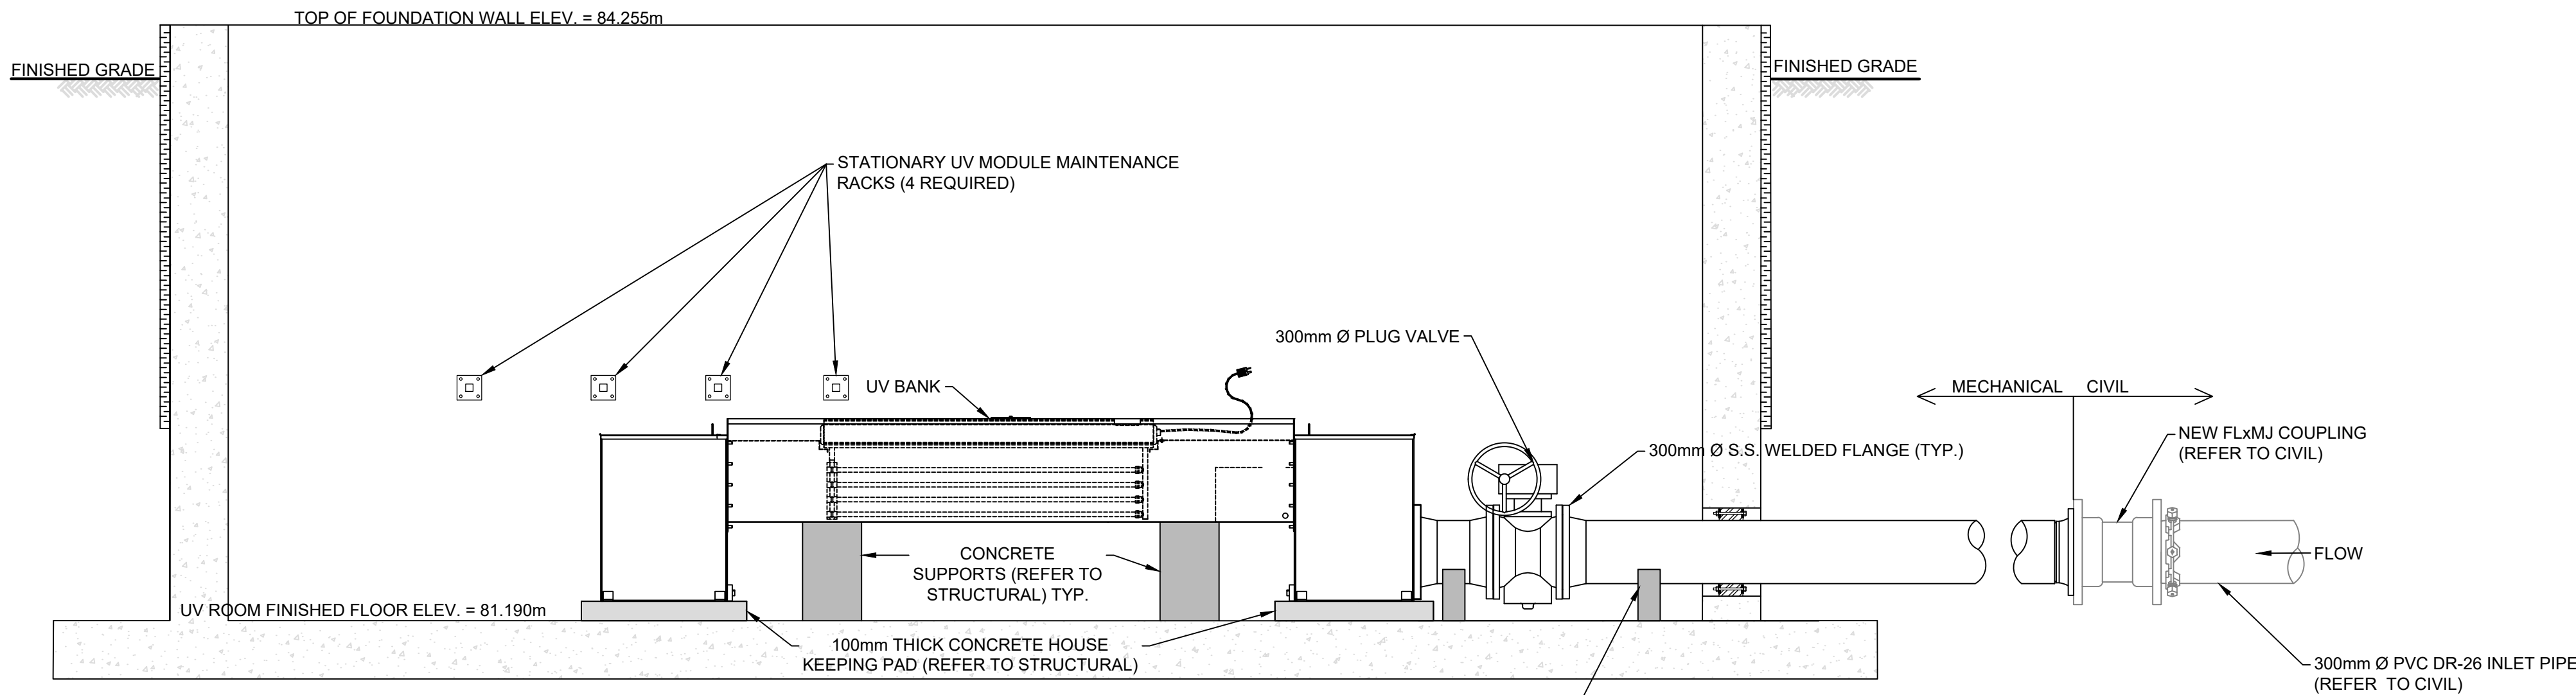 TOP OF FOUNDATION WALL ELEV. = 84.255m
FINISHED GRADE
FINISHED GRADE
STATIONARY UV MODULE MAINTENANCE
RACKS (4 REQUIRED)
300mm Ø PLUG VALVE
UV BANK
MECHANICAL
CIVIL
NEW FLxMJ COUPLING
(REFER TO CIVIL)
300mm Ø S.S. WELDED FLANGE (TYP.)
CONCRETE
SUPPORTS (REFER TO
STRUCTURAL) TYP.
FLOW
UV ROOM FINISHED FLOOR ELEV. = 81.190m
100mm THICK CONCRETE HOUSE
KEEPING PAD (REFER TO STRUCTURAL)
300mm Ø PVC DR-26 INLET PIPE
(REFER TO CIVIL)